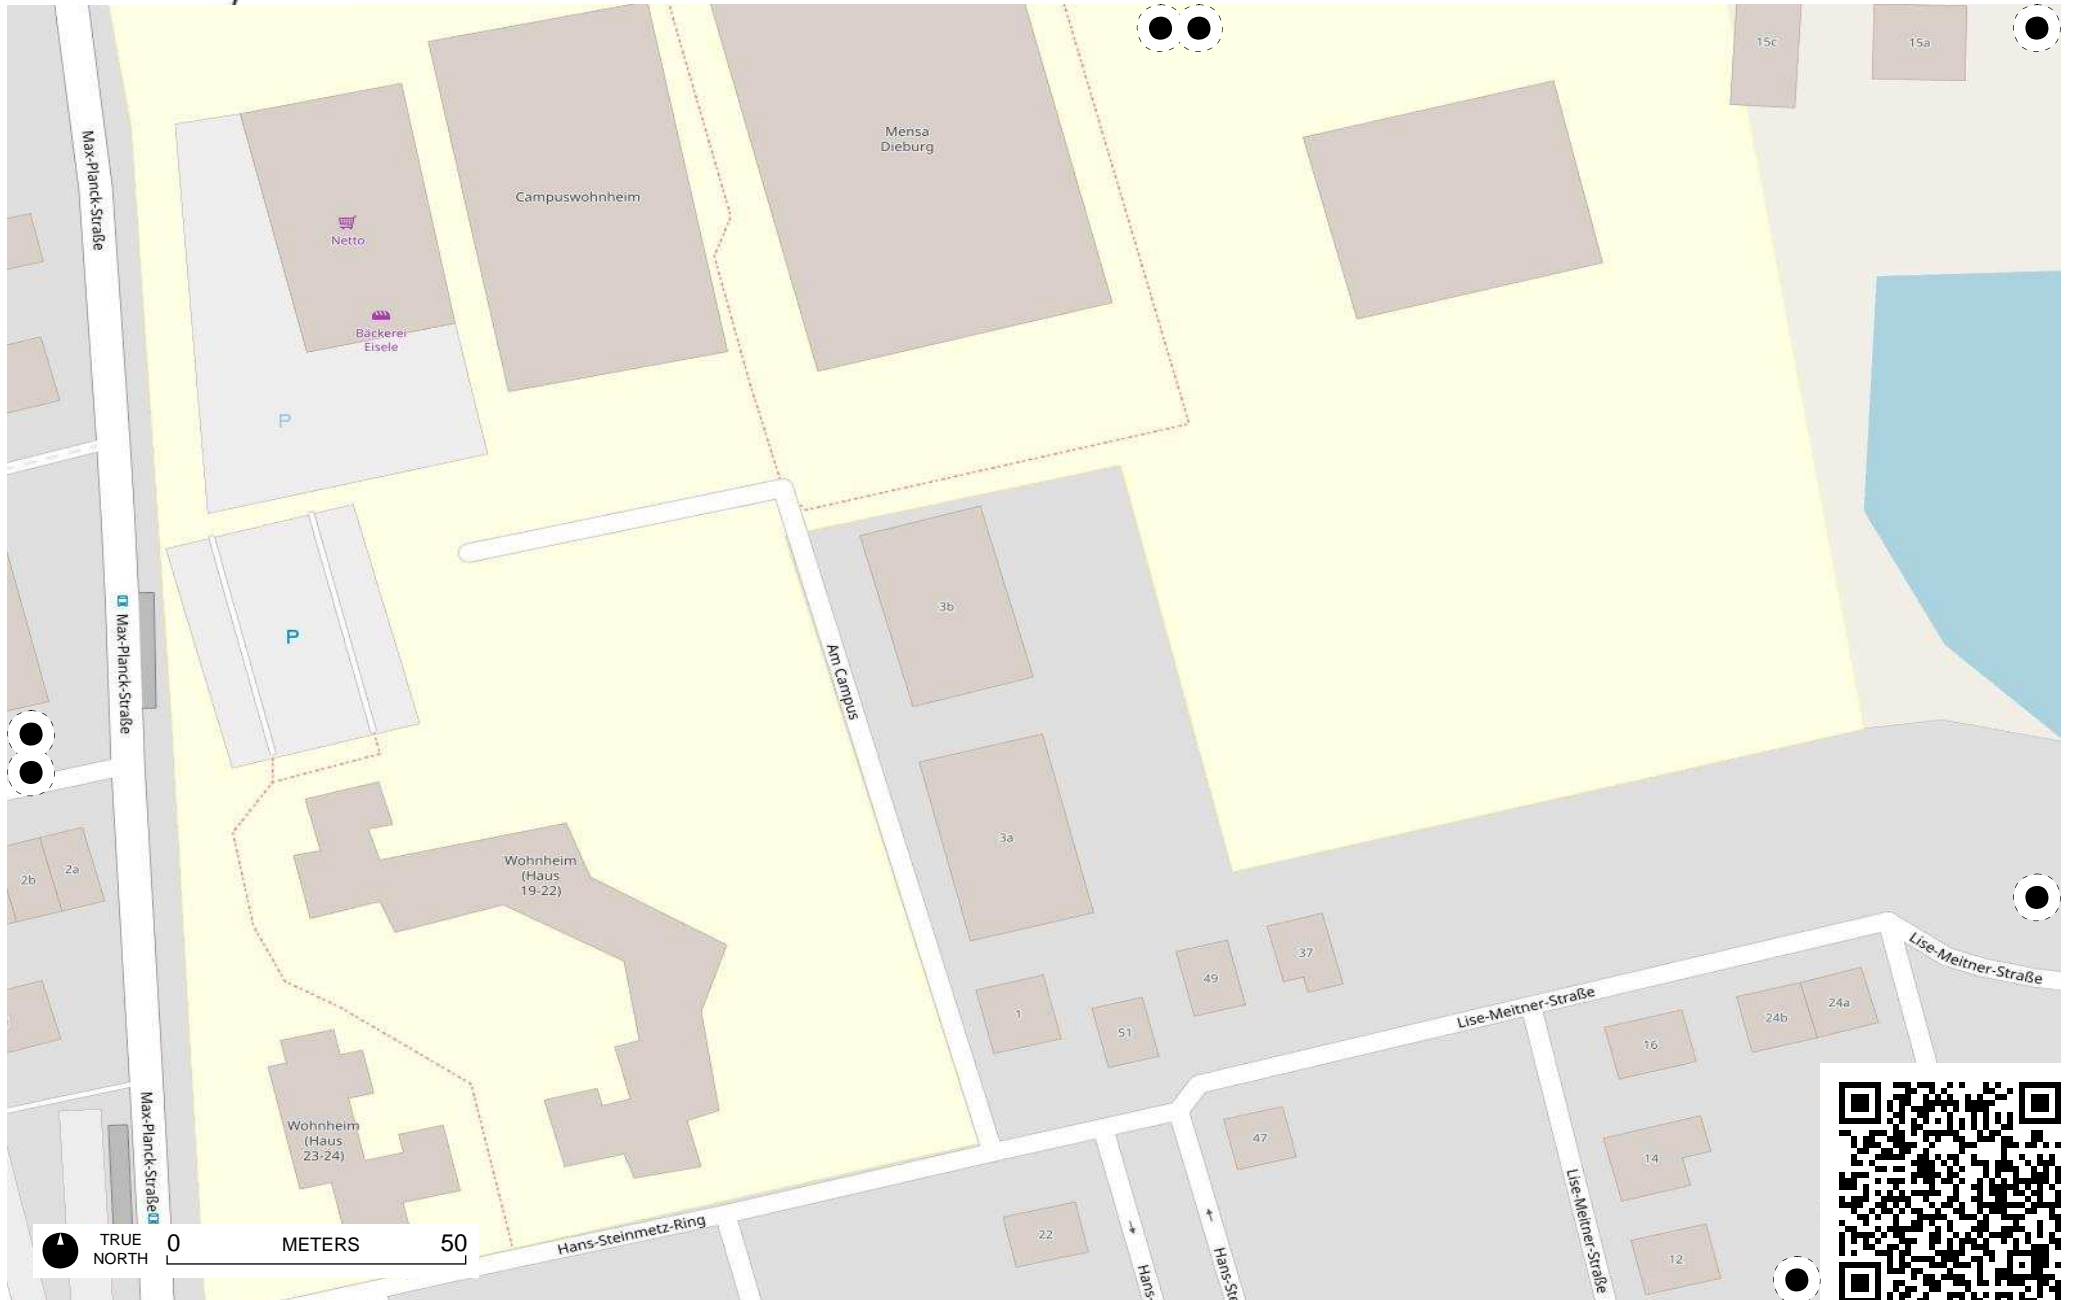 15c
15a
Max-Planck-Straße
Mensa
Dieburg
Campuswohnheim
Netto
Bäckerei
Eisele
P
Max-Planck-Straße
P
3b
Am Campus
3a
2b
2a
Wohnheim
(Haus
19-22)
49
37
1
51
Lise-Meitner-Straße
Lise-Meitner-Straße
16
24b
24a
Max-Planck-Straße
Wohnheim
(Haus
23-24)
47
14
Lise-Meitner-Straße
22
Hans-Steinmetz-Ring
12
Hans-
Hans-Ste
TRUE
NORTH
0 METERS 50